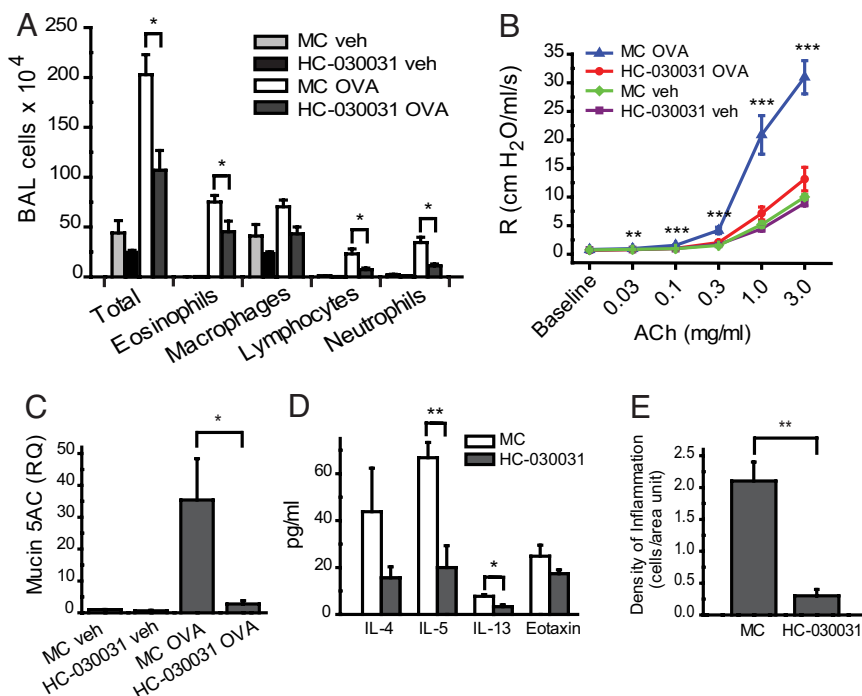 A
BAL cells x 10^4
250
200
150
100
50
0
*
*
*
*
MC veh
HC-030031 veh
MC OVA
HC-030031 OVA
Total
Eosinophils
Macrophages
Lymphocytes
Neutrophils
B
R (cm H₂O/ml/s)
40
35
30
25
20
15
10
5
0
MC OVA
HC-030031 OVA
MC veh
HC-030031 veh
**
***
***
***
***
Baseline
0.03
0.1
0.3
1.0
3.0
ACh (mg/ml)
C
Mucin 5AC (RQ)
50
40
30
20
10
0
*
MC veh
HC-030031 veh
MC OVA
HC-030031 OVA
D
pg/ml
60
40
20
0
**
*
MC
HC-030031
IL-4
IL-5
IL-13
Eotaxin
E
Density of Inflammation
(cells/area unit)
2.5
2.0
1.5
1.0
0.5
0.0
**
MC
HC-030031